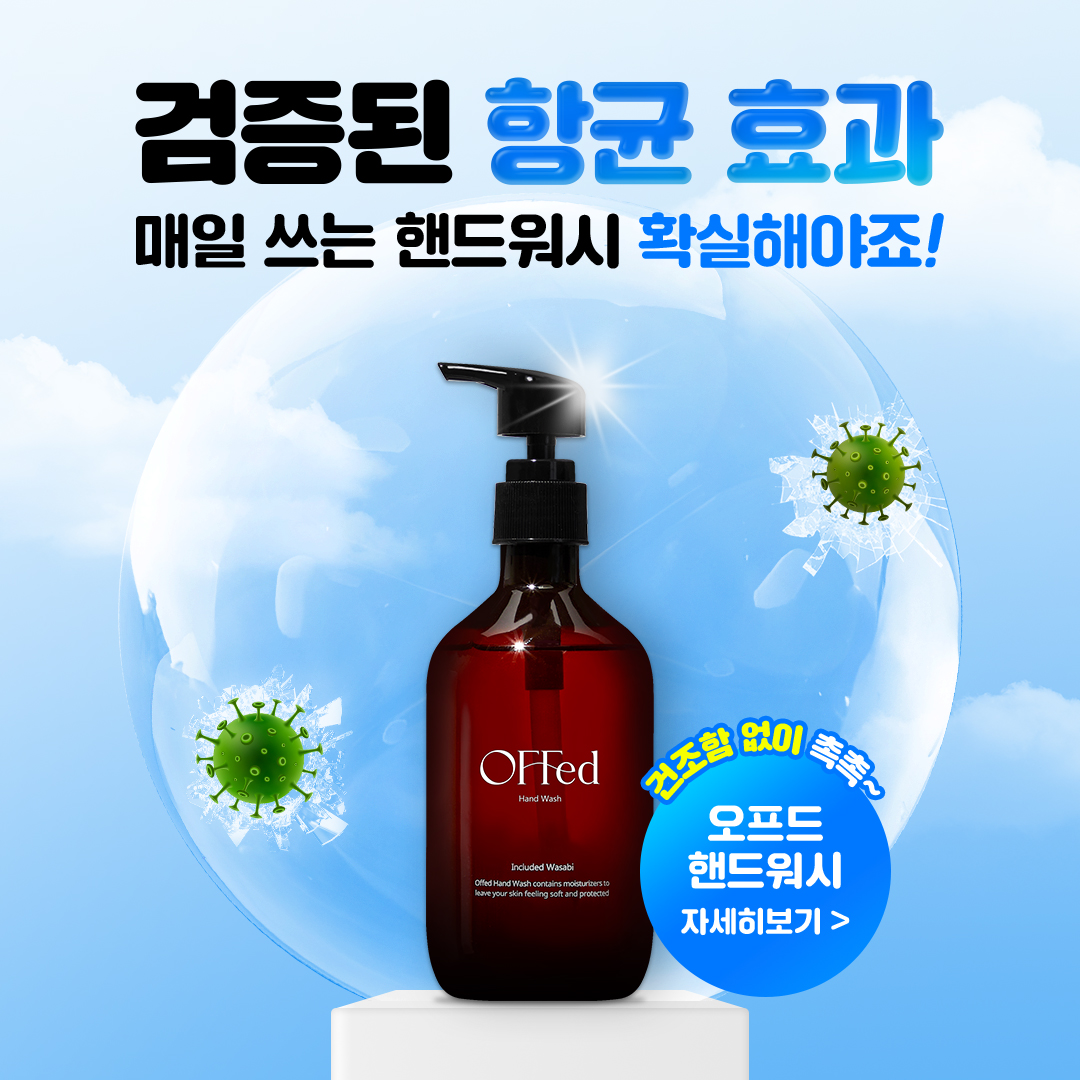 검증된 항균 효과
매일 쓰는 핸드워시 확실해야죠!
OFFed
Hand Wash
Included Wasabi
Offed Hand Wash contains moisturizers to
leave your skin feeling soft and protected
건조함 없이 촉촉~
오프드
핸드워시
자세히보기 >